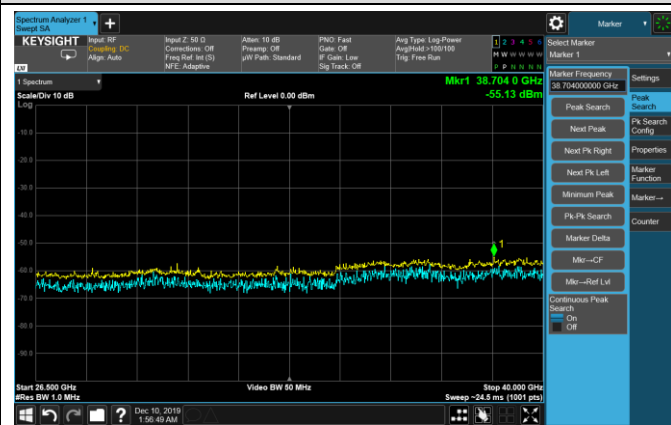 Spectrum Analyzer 1
Swept SA
+
Marker
KEYSIGHT
Input: RF
Coupling: DC
Align: Auto
Input Z: 50 Ω
Corrections: Off
Freq Ref: Int (S)
NFE: Adaptive
Atten: 10 dB
Preamp: Off
µW Path: Standard
PNO: Fast
Gate: Off
IF Gain: Low
Sig Track: Off
Avg Type: Log-Power
Avg|Hold:>100/100
Trig: Free Run
1 2 3 4 5 6
M W W W W W
P P N N N N
LXI
Select Marker
Marker 1
1 Spectrum
Mkr1 38.704 0 GHz
Scale/Div 10 dB
Ref Level 0.00 dBm
-55.13 dBm
Log
-10.0
-20.0
-30.0
-40.0
-50.0
-60.0
-70.0
-80.0
-90.0
1
Start 26.500 GHz
Video BW 50 MHz
Stop 40.000 GHz
#Res BW 1.0 MHz
Sweep ~24.5 ms (1001 pts)
Marker Frequency
38.704000000 GHz
Peak Search
Next Peak
Next Pk Right
Next Pk Left
Minimum Peak
Pk-Pk Search
Marker Delta
Mkr→CF
Mkr→Ref Lvl
Continuous Peak
Search
On
Off
Settings
Peak
Search
Pk Search
Config
Properties
Marker
Function
Marker→
Counter
?
Dec 10, 2019
1:56:49 AM